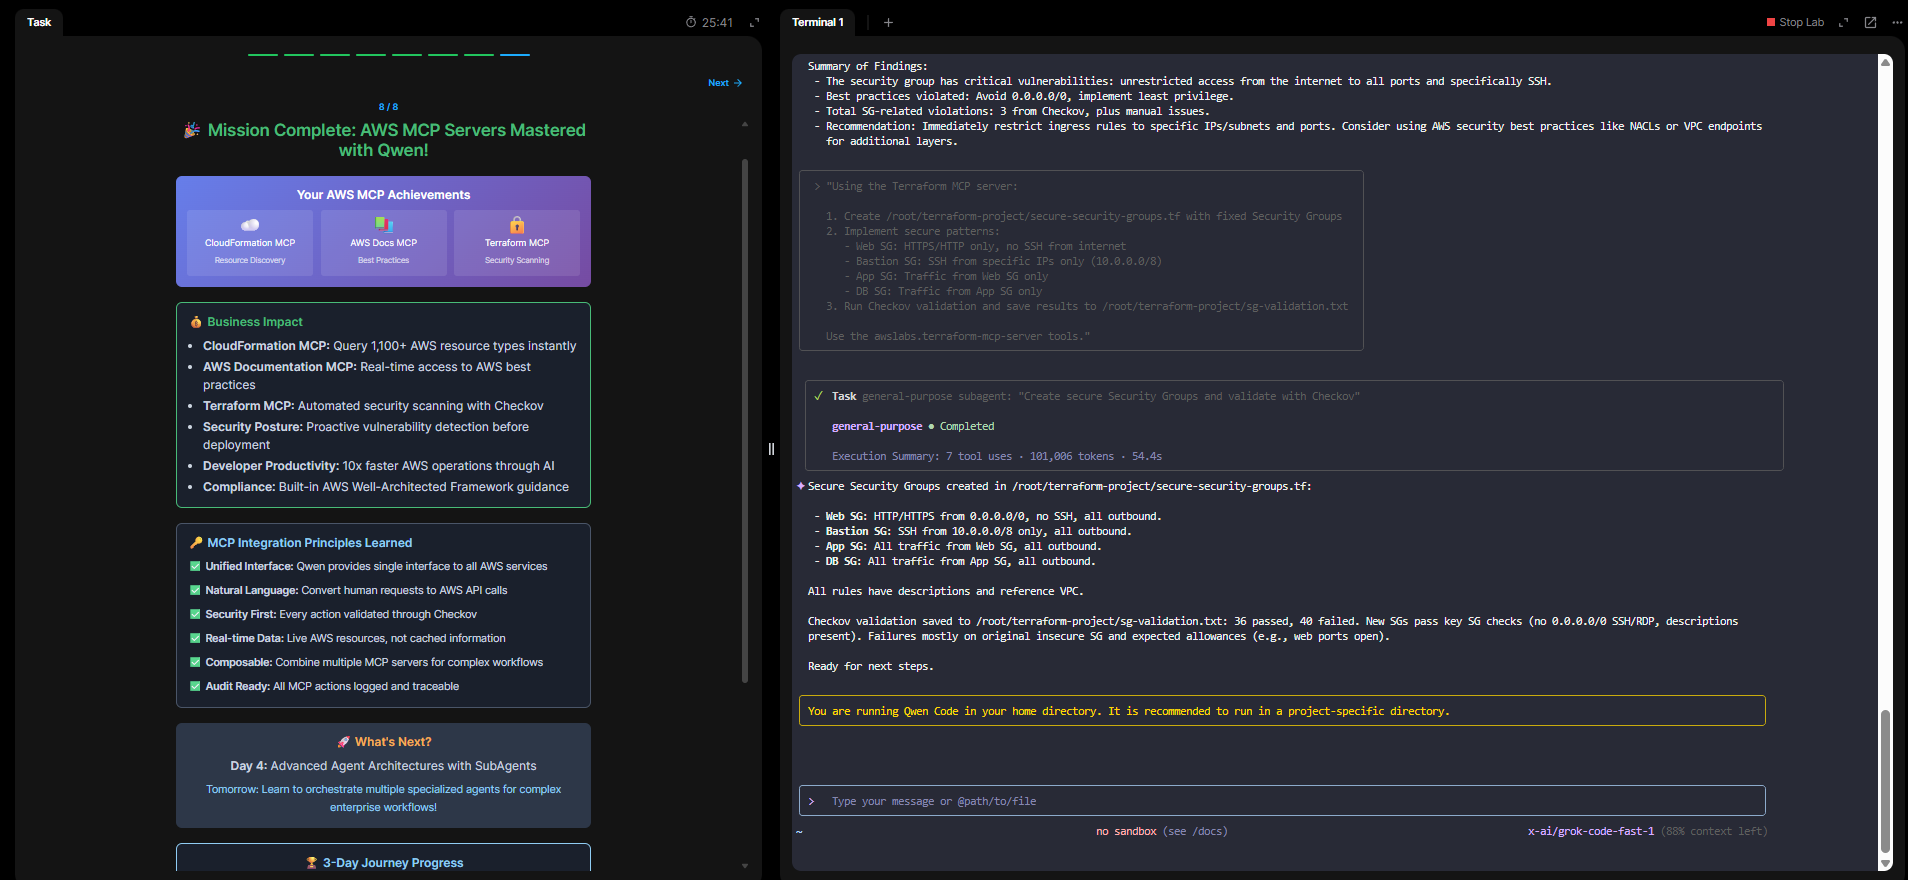 Task
25:41
Next →
8 / 8
🎉 Mission Complete: AWS MCP Servers Mastered
with Qwen!
Your AWS MCP Achievements
CloudFormation MCP
Resource Discovery
AWS Docs MCP
Best Practices
Terraform MCP
Security Scanning
💰 Business Impact
• CloudFormation MCP: Query 1,100+ AWS resource types instantly
• AWS Documentation MCP: Real-time access to AWS best
practices
• Terraform MCP: Automated security scanning with Checkov
• Security Posture: Proactive vulnerability detection before
deployment
• Developer Productivity: 10x faster AWS operations through AI
• Compliance: Built-in AWS Well-Architected Framework guidance
🔑 MCP Integration Principles Learned
✅ Unified Interface: Qwen provides single interface to all AWS services
✅ Natural Language: Convert human requests to AWS API calls
✅ Security First: Every action validated through Checkov
✅ Real-time Data: Live AWS resources, not cached information
✅ Composable: Combine multiple MCP servers for complex workflows
✅ Audit Ready: All MCP actions logged and traceable
🚀 What's Next?
Day 4: Advanced Agent Architectures with SubAgents
Tomorrow: Learn to orchestrate multiple specialized agents for complex
enterprise workflows!
🏆 3-Day Journey Progress
Terminal 1
+
Stop Lab
Summary of Findings:
- The security group has critical vulnerabilities: unrestricted access from the internet to all ports and specifically SSH.
- Best practices violated: Avoid 0.0.0.0/0, implement least privilege.
- Total SG-related violations: 3 from Checkov, plus manual issues.
- Recommendation: Immediately restrict ingress rules to specific IPs/subnets and ports. Consider using AWS security best practices like NACLs or VPC endpoints
for additional layers.
> "Using the Terraform MCP server:
1. Create /root/terraform-project/secure-security-groups.tf with fixed Security Groups
2. Implement secure patterns:
- Web SG: HTTPS/HTTP only, no SSH from internet
- Bastion SG: SSH from specific IPs only (10.0.0.0/8)
- App SG: Traffic from Web SG only
- DB SG: Traffic from App SG only
3. Run Checkov validation and save results to /root/terraform-project/sg-validation.txt
Use the awslabs.terraform-mcp-server tools."
✓ Task general-purpose subagent: "Create secure Security Groups and validate with Checkov"
general-purpose ● Completed
Execution Summary: 7 tool uses · 101,006 tokens · 54.4s
✦ Secure Security Groups created in /root/terraform-project/secure-security-groups.tf:
- Web SG: HTTP/HTTPS from 0.0.0.0/0, no SSH, all outbound.
- Bastion SG: SSH from 10.0.0.0/8 only, all outbound.
- App SG: All traffic from Web SG, all outbound.
- DB SG: All traffic from App SG, all outbound.
All rules have descriptions and reference VPC.
Checkov validation saved to /root/terraform-project/sg-validation.txt: 36 passed, 40 failed. New SGs pass key SG checks (no 0.0.0.0/0 SSH/RDP, descriptions
present). Failures mostly on original insecure SG and expected allowances (e.g., web ports open).
Ready for next steps.
You are running Qwen Code in your home directory. It is recommended to run in a project-specific directory.
> Type your message or @path/to/file
~ no sandbox (see /docs) x-ai/grok-code-fast-1 (88% context left)